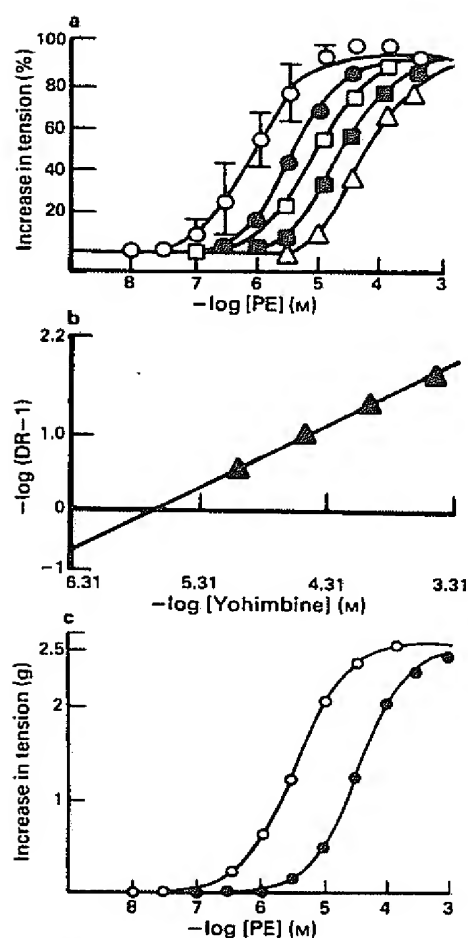 a
Increase in tension (%)
100
80
60
40
20
8 7 6 5 4 3
−log [PE] (M)
b
−log (DR−1)
2.2
1.0
0
−1
6.31 5.31 4.31 3.31
−log [Yohimbine] (M)
c
Increase in tension (g)
2.5
2
1
8 7 6 5 4 3
−log [PE] (M)